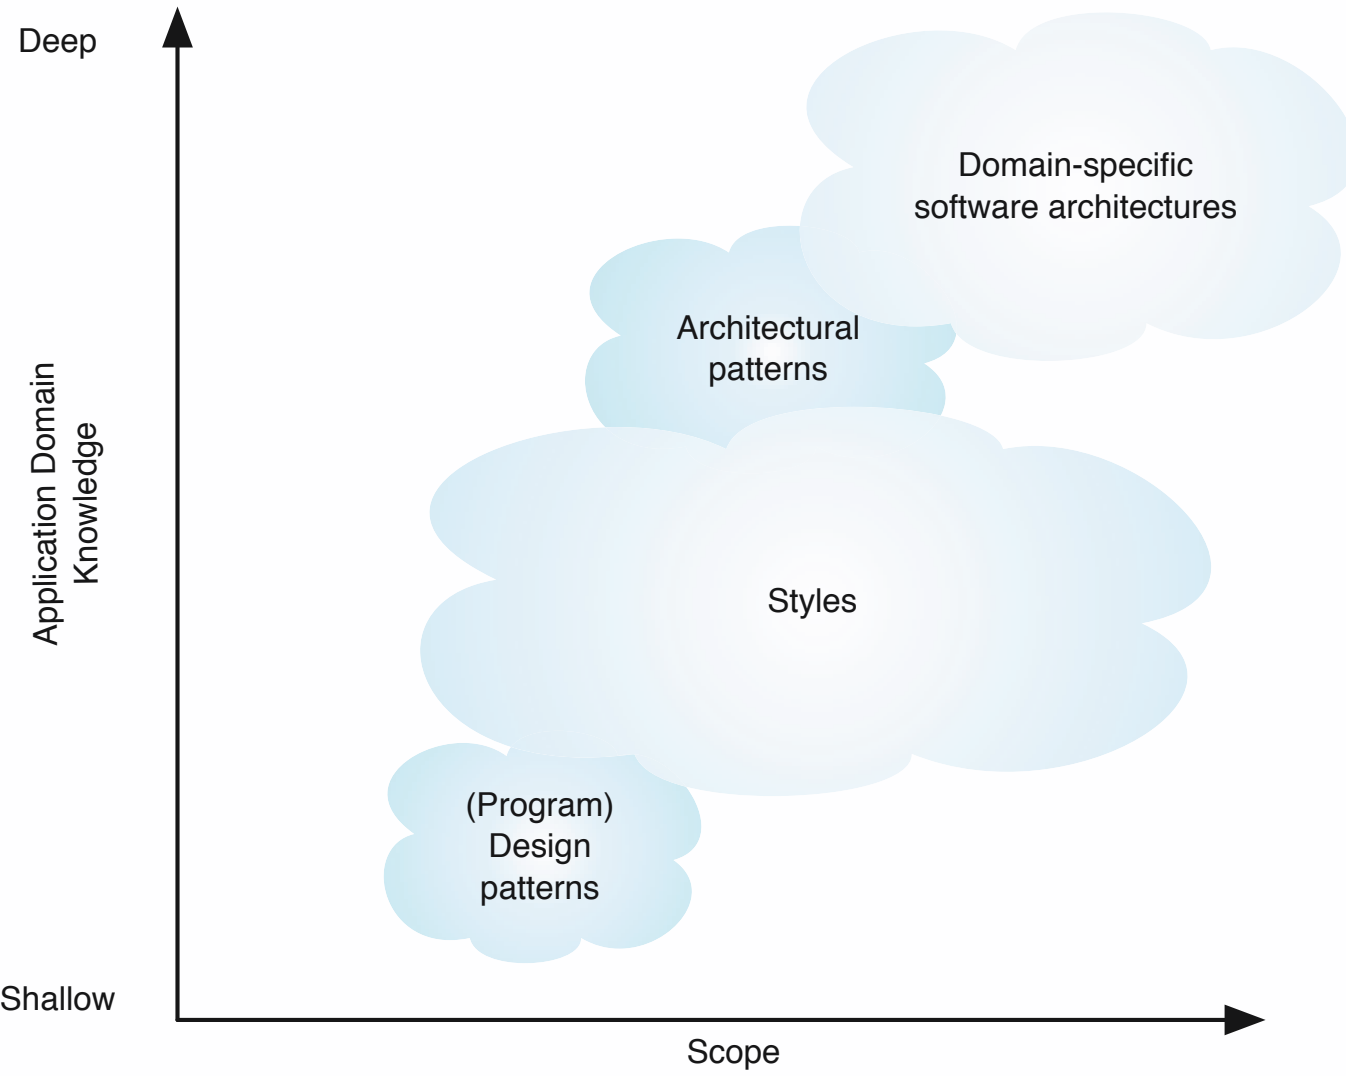 Deep
Domain-specific
software architectures
Architectural
patterns
Application Domain
Knowledge
Styles
(Program)
Design
patterns
Shallow
Scope